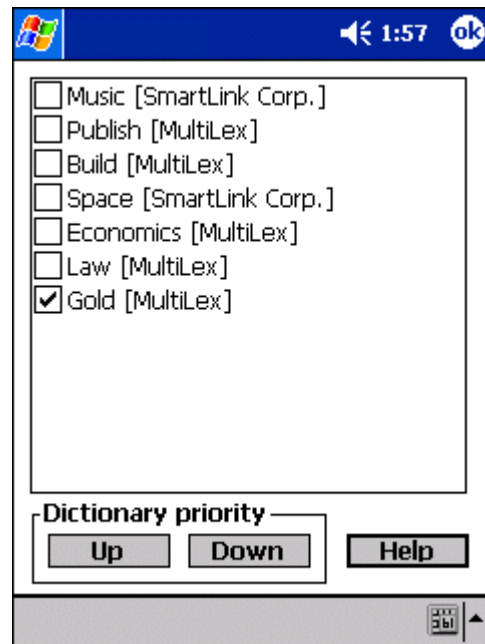 1:57 ok
Music [SmartLink Corp.]
Publish [MultiLex]
Build [MultiLex]
Space [SmartLink Corp.]
Economics [MultiLex]
Law [MultiLex]
Gold [MultiLex]
Dictionary priority
Up Down Help